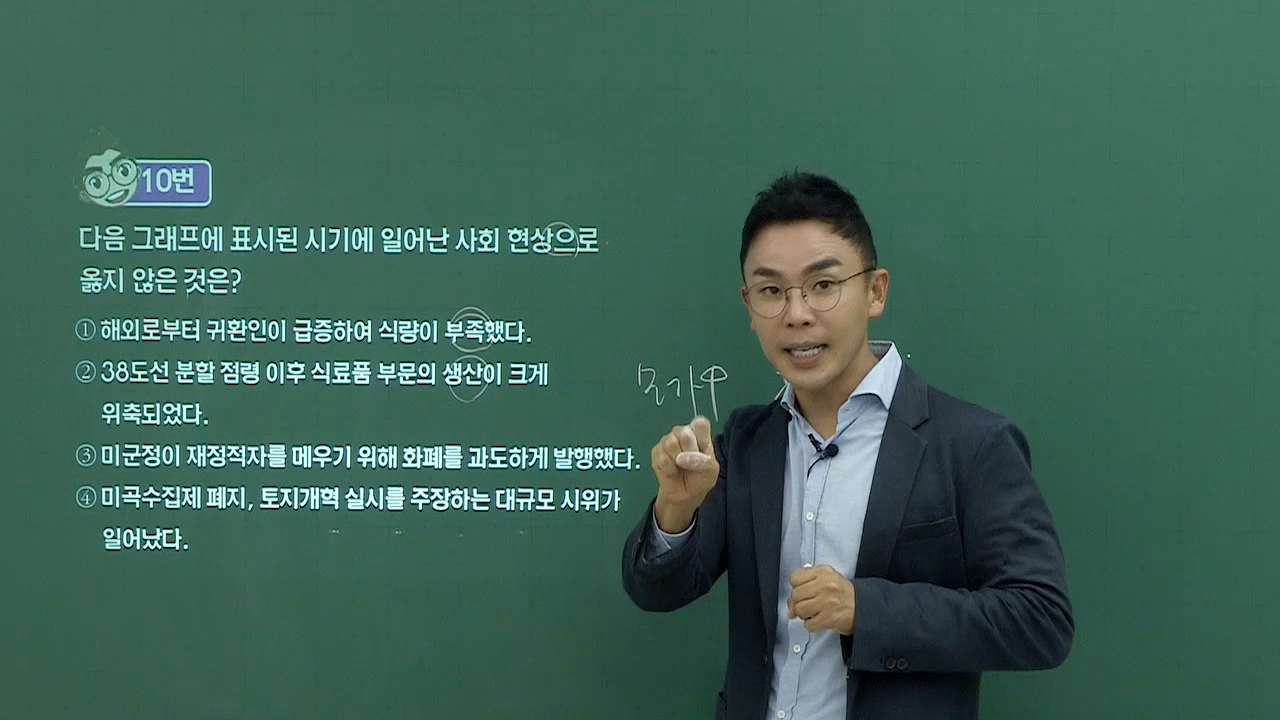 10번
다음 그래프에 표시된 시기에 일어난 사회 현상으로
옳지 않은 것은?
① 해외로부터 귀환인이 급증하여 식량이 부족했다.
② 38도선 분할 점령 이후 식료품 부문의 생산이 크게
위축되었다.
③ 미군정이 재정적자를 메우기 위해 화폐를 과도하게 발행했다.
④ 미곡수집제 폐지, 토지개혁 실시를 주장하는 대규모 시위가
일어났다.
물가